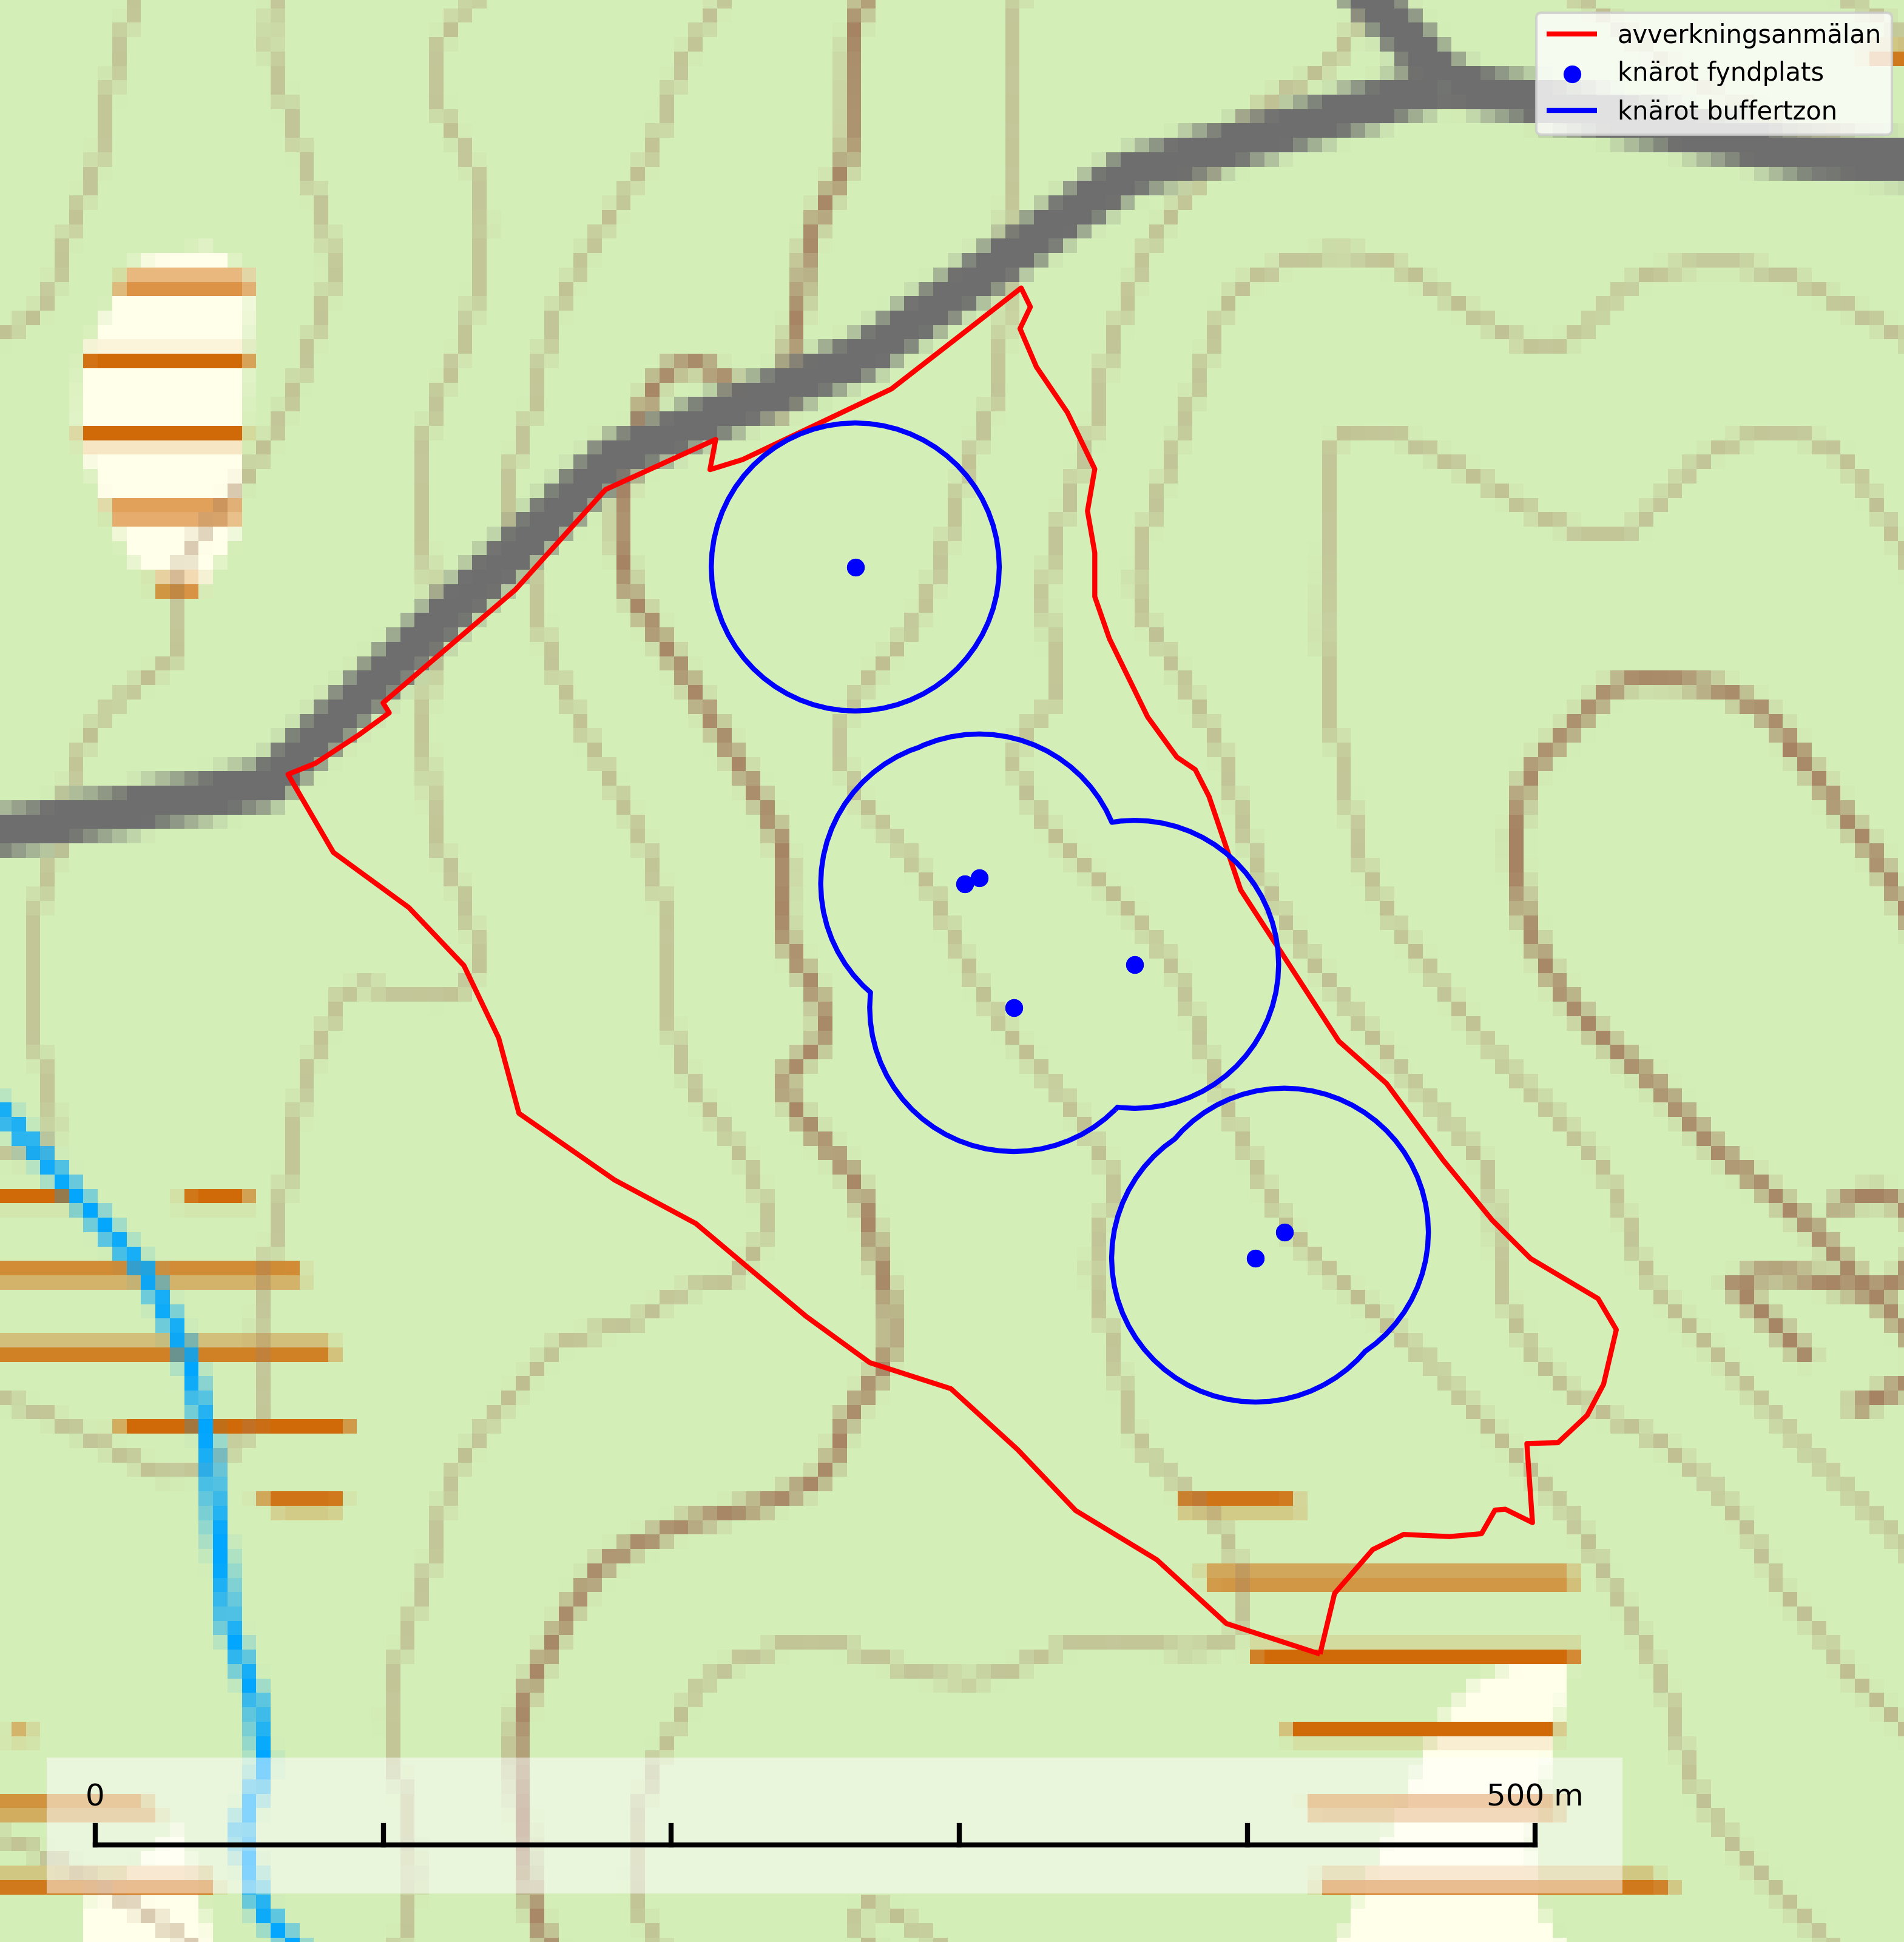 avverkningsanmälan
knärot fyndplats
knärot buffertzon
0
500 m